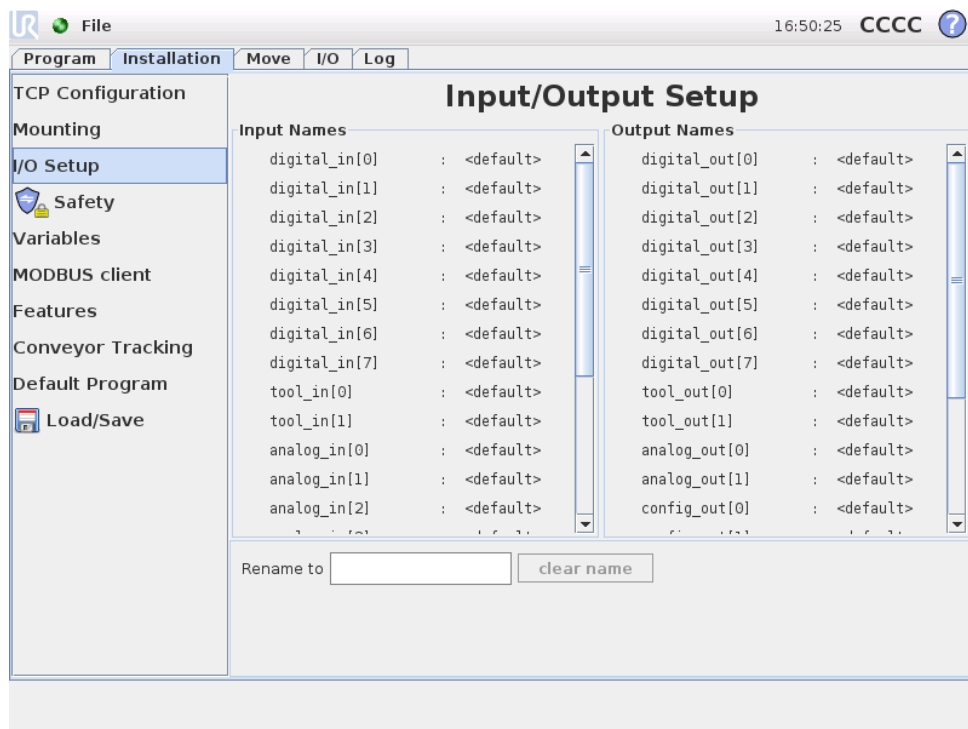 UR File 16:50:25 CCCC ?
Program Installation Move I/O Log
TCP Configuration
Mounting
I/O Setup
Safety
Variables
MODBUS client
Features
Conveyor Tracking
Default Program
Load/Save
Input/Output Setup
Input Names
digital_in[0] : <default>
digital_in[1] : <default>
digital_in[2] : <default>
digital_in[3] : <default>
digital_in[4] : <default>
digital_in[5] : <default>
digital_in[6] : <default>
digital_in[7] : <default>
tool_in[0] : <default>
tool_in[1] : <default>
analog_in[0] : <default>
analog_in[1] : <default>
analog_in[2] : <default>
Output Names
digital_out[0] : <default>
digital_out[1] : <default>
digital_out[2] : <default>
digital_out[3] : <default>
digital_out[4] : <default>
digital_out[5] : <default>
digital_out[6] : <default>
digital_out[7] : <default>
tool_out[0] : <default>
tool_out[1] : <default>
analog_out[0] : <default>
analog_out[1] : <default>
config_out[0] : <default>
Rename to clear name